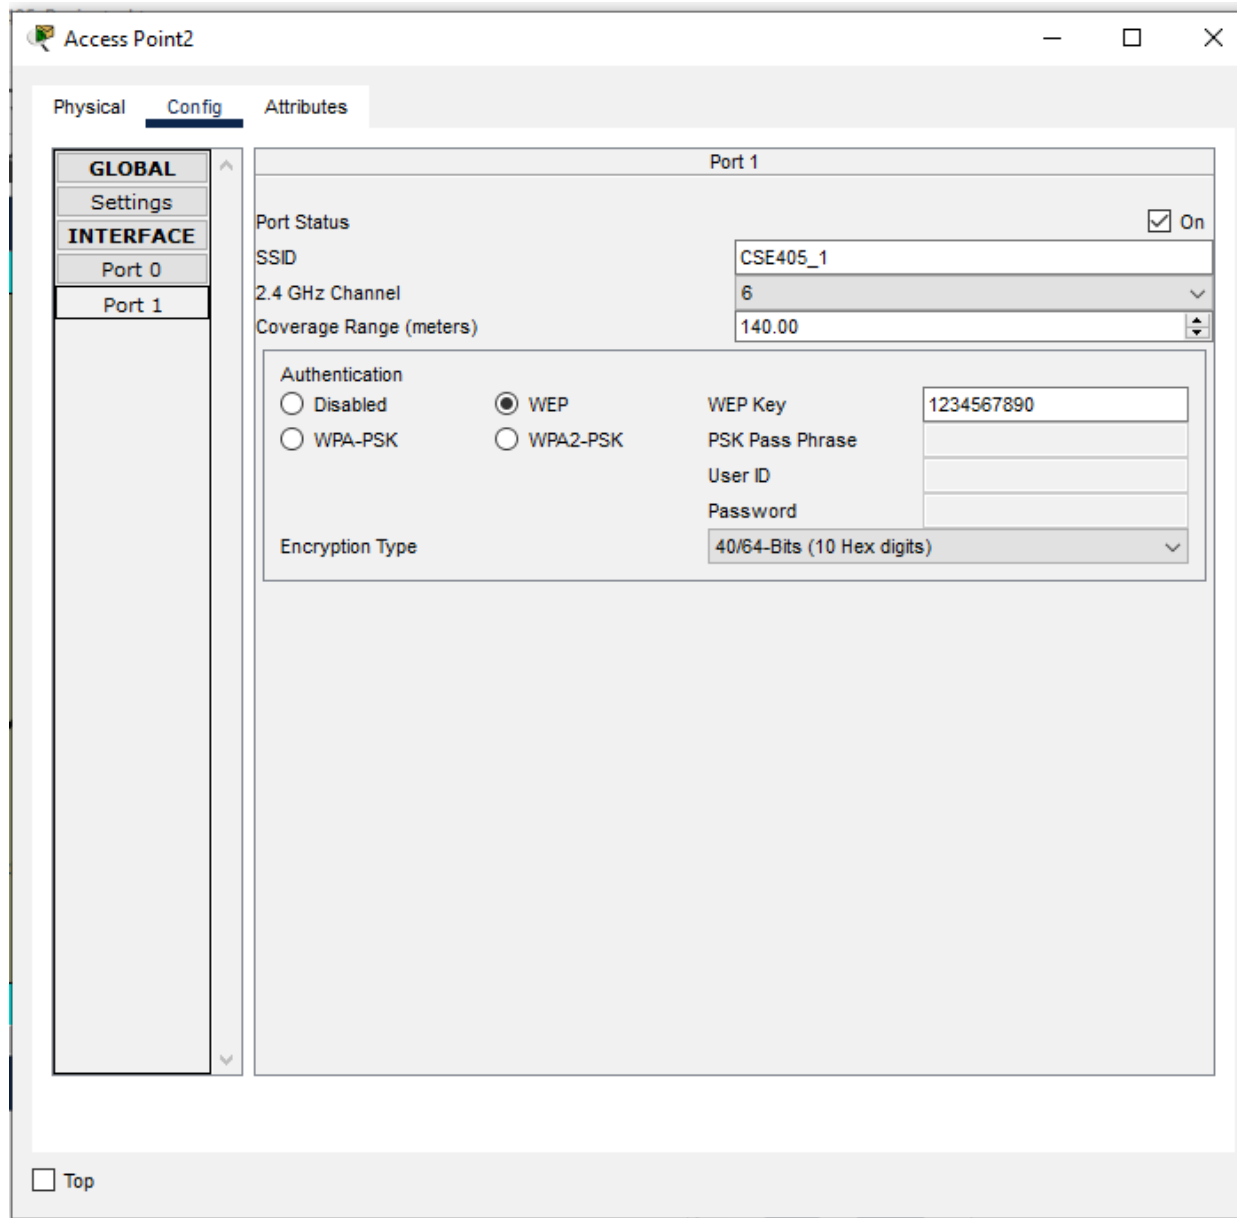 Access Point2
Physical Config Attributes
GLOBAL
Settings
INTERFACE
Port 0
Port 1
Port 1
Port Status On
SSID CSE405_1
2.4 GHz Channel 6
Coverage Range (meters) 140.00
Authentication
Disabled WEP WEP Key 1234567890
WPA-PSK WPA2-PSK PSK Pass Phrase
User ID
Password
Encryption Type 40/64-Bits (10 Hex digits)
Top